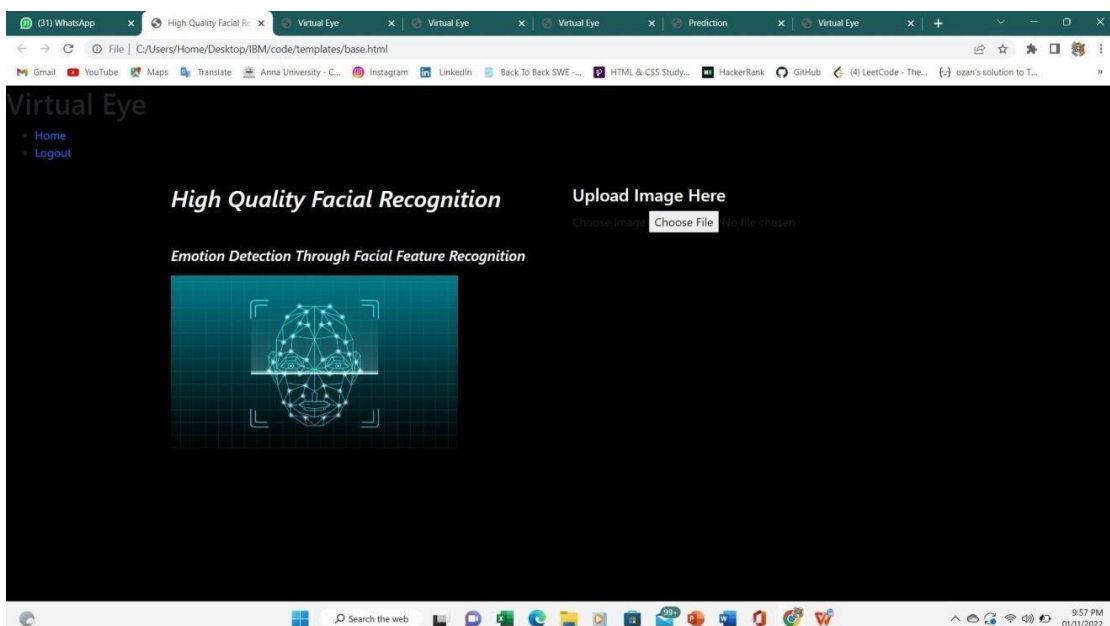 (31) WhatsApp
High Quality Facial Re
Virtual Eye
Virtual Eye
Virtual Eye
Prediction
Virtual Eye
File | C:/Users/Home/Desktop/IBM/code/templates/base.html
Gmail YouTube Maps Translate Anna University - C... Instagram LinkedIn Back To Back SWE -... HTML & CSS Study... HackerRank GitHub (4) LeetCode - The... {·} ozan's solution to T... »
Virtual Eye
Home
Logout
High Quality Facial Recognition
Emotion Detection Through Facial Feature Recognition
Upload Image Here
Choose Image Choose File No file chosen
Search the web
99+
9:57 PM
01/11/2022